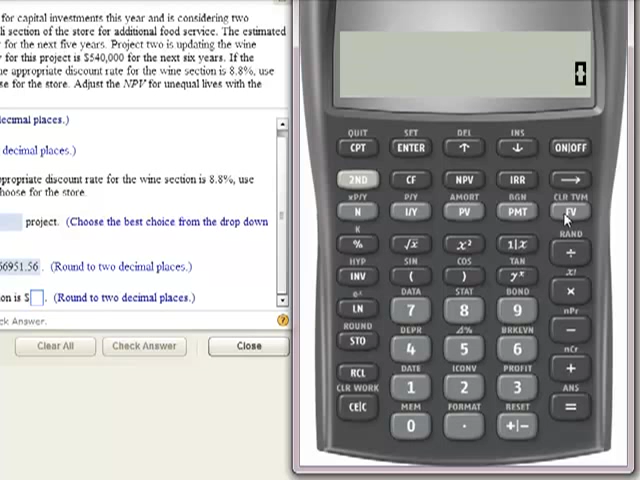 for capital investments this year and is considering two
li section of the store for additional food service. The estimated
for the next five years. Project two is updating the wine
for this project is $540,000 for the next six years. If the
e appropriate discount rate for the wine section is 8.8%, use
se for the store. Adjust the NPV for unequal lives with the
ecimal places.)
decimal places.)
propriate discount rate for the wine section is 8.8%, use
hoose for the store.
project. (Choose the best choice from the drop down
66951.56. (Round to two decimal places.)
on is $ . (Round to two decimal places.)
ck Answer.
?
Clear All Check Answer Close
0
QUIT SET DEL INS
CPT ENTER ↑ ↓ ON|OFF
2ND CF NPV IRR →
xP/Y P/Y AMORT BGN CLR TVM
N I/Y PV PMT FV
K RAND
% √x x² 1|x ÷
HYP SIN COS TAN x!
INV ( ) yˣ ×
eˣ DATA STAT BOND nPr
LN 7 8 9 −
ROUND DEPR Δ% BRKEVN nCr
STO 4 5 6 +
DATE ICONV PROFIT ANS
RCL 1 2 3 =
CLR WORK MEM FORMAT RESET
CE|C 0 . +|−